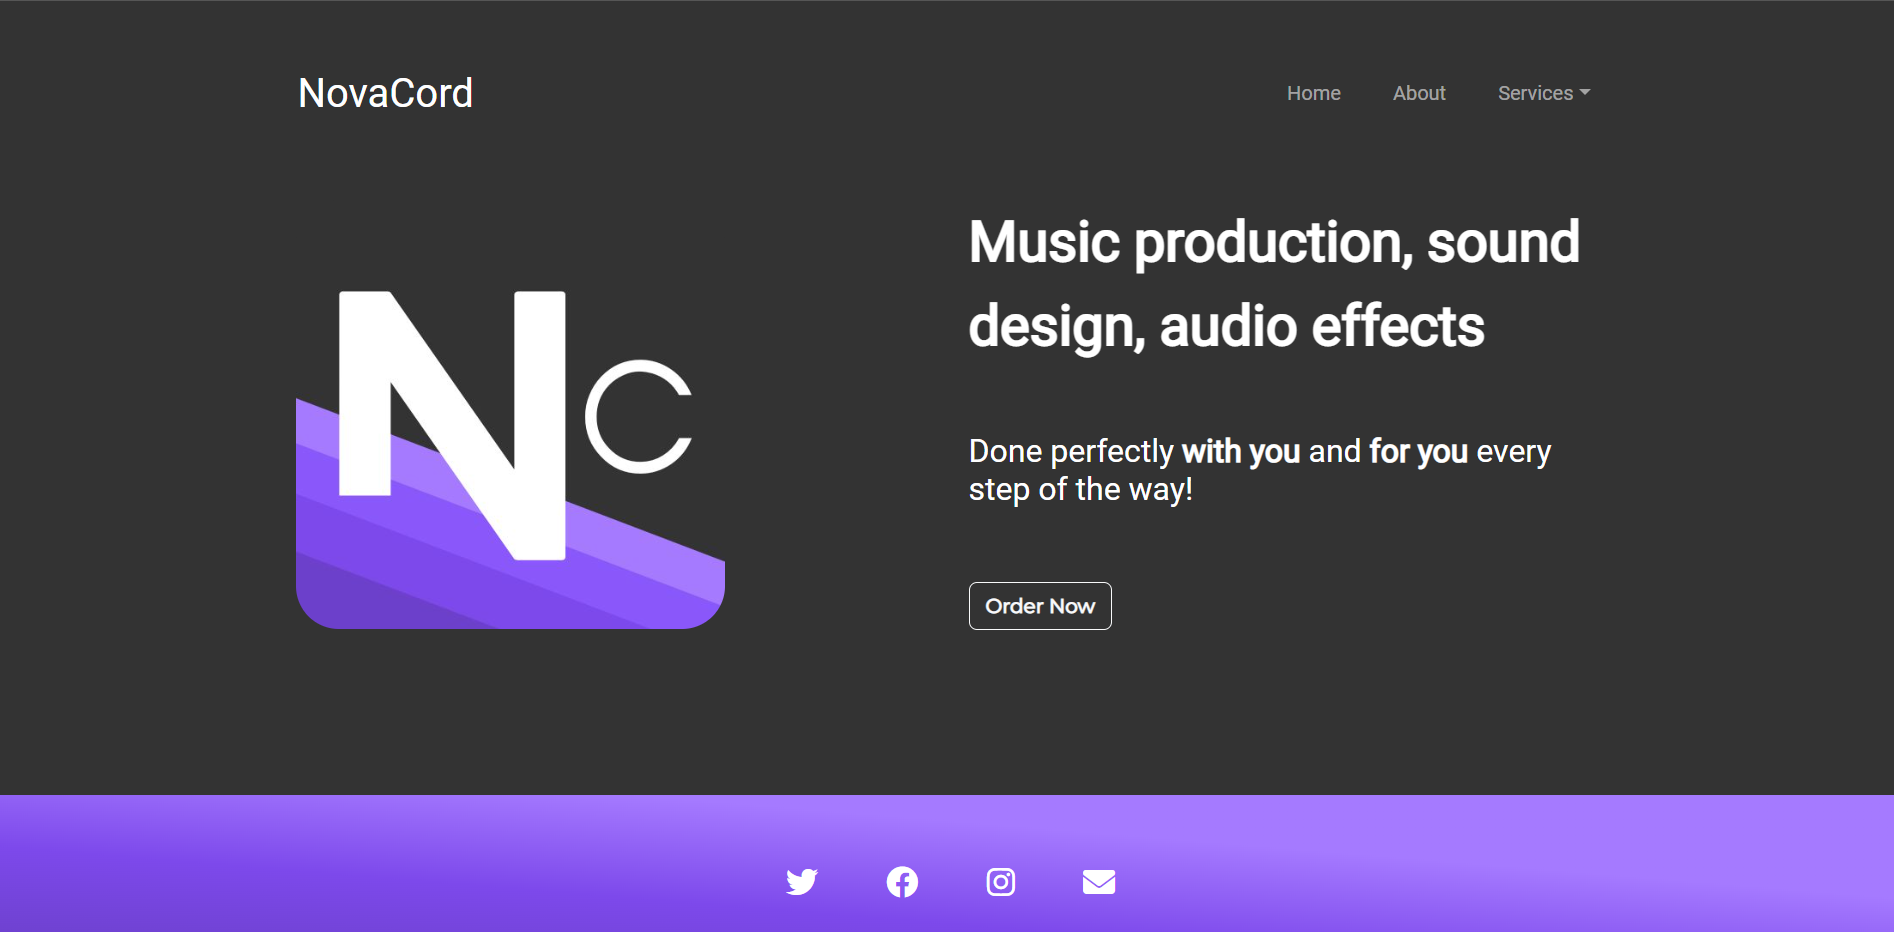 NovaCord
Home About Services
Music production, sound
design, audio effects
NC
Done perfectly with you and for you every
step of the way!
Order Now